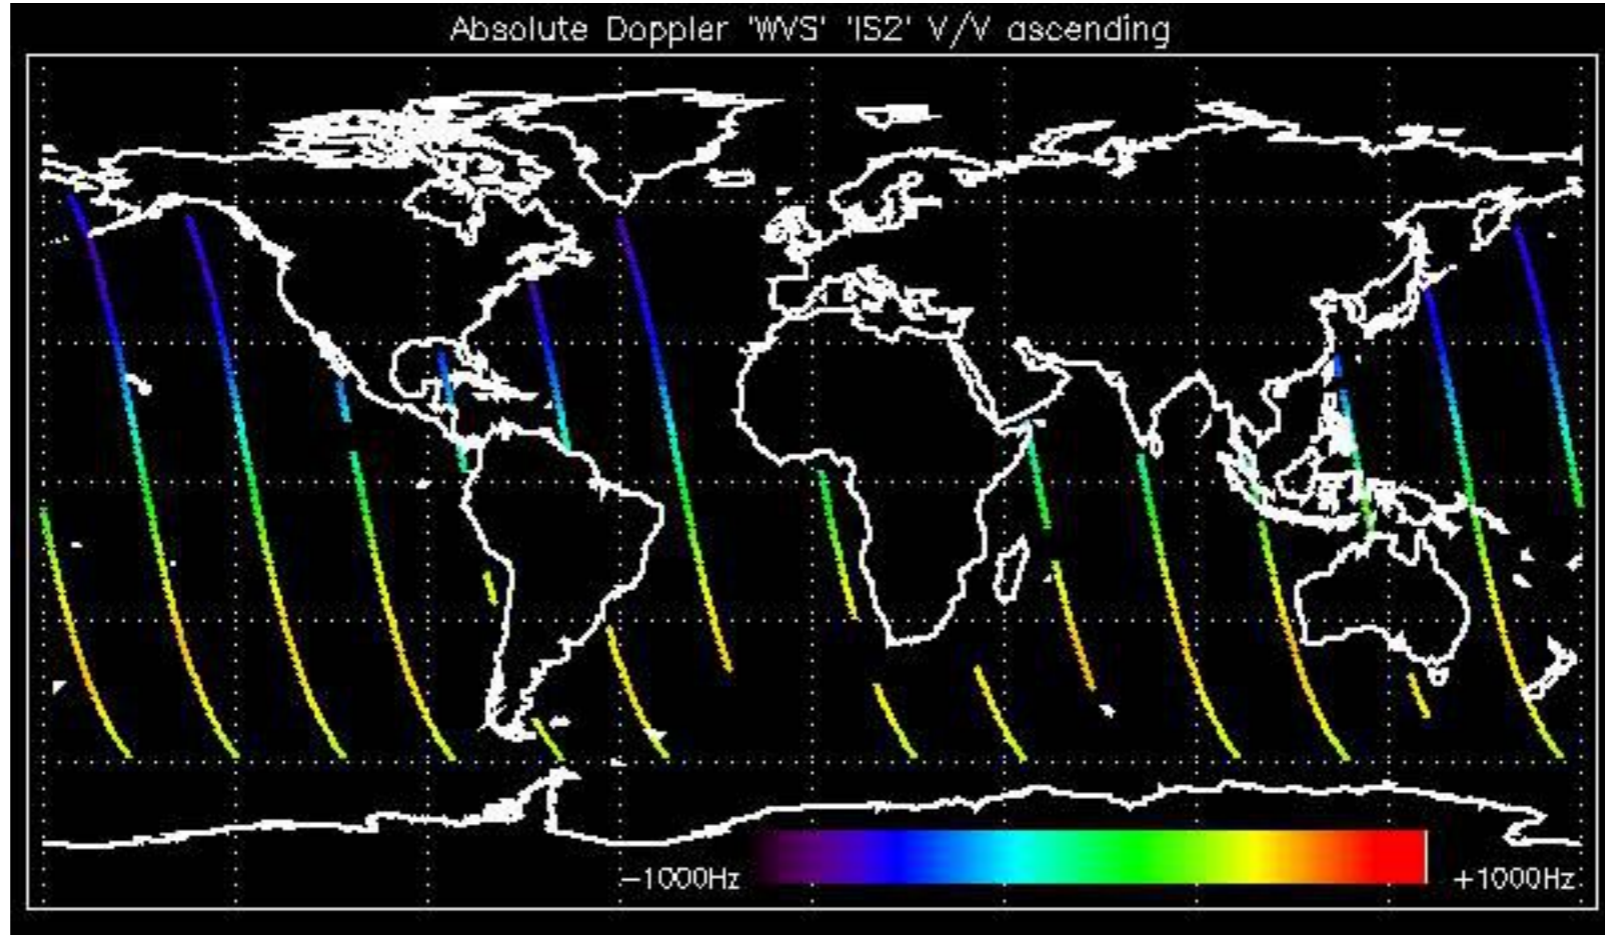 Absolute Doppler 'WVS' 'IS2' V/V ascending
−1000Hz +1000Hz